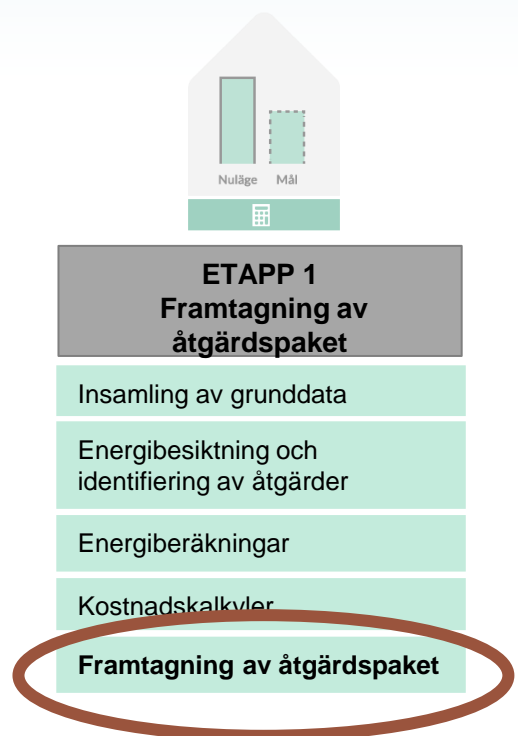 Nuläge Mål
ETAPP 1
Framtagning av
åtgärdspaket
Insamling av grunddata
Energibesiktning och
identifiering av åtgärder
Energiberäkningar
Kostnadskalkyler
Framtagning av åtgärdspaket